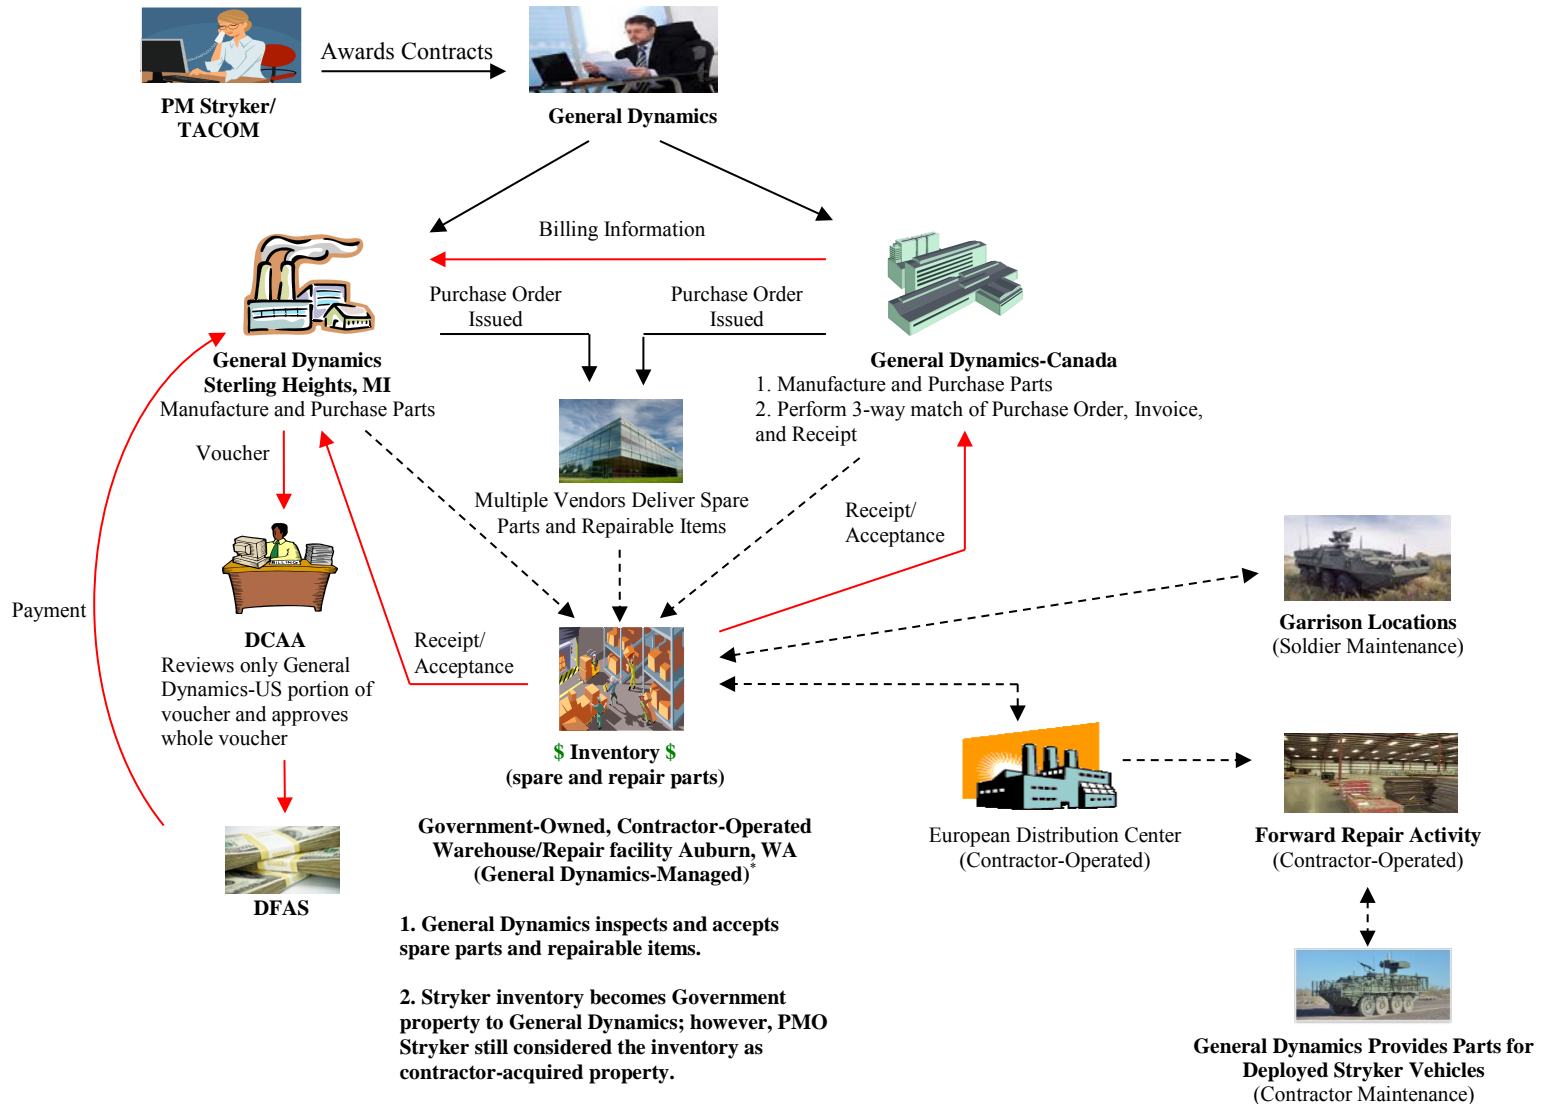 Awards Contracts
PM Stryker/
TACOM
General Dynamics
Billing Information
Purchase Order
Issued
Purchase Order
Issued
General Dynamics
Sterling Heights, MI
Manufacture and Purchase Parts
General Dynamics-Canada
1. Manufacture and Purchase Parts
2. Perform 3-way match of Purchase Order, Invoice,
and Receipt
Voucher
Multiple Vendors Deliver Spare
Parts and Repairable Items
Receipt/
Acceptance
BILLING
Payment
DCAA
Reviews only General
Dynamics-US portion of
voucher and approves
whole voucher
Receipt/
Acceptance
Garrison Locations
(Soldier Maintenance)
$ Inventory $
(spare and repair parts)
Government-Owned, Contractor-Operated
Warehouse/Repair facility Auburn, WA
(General Dynamics-Managed)*
European Distribution Center
(Contractor-Operated)
Forward Repair Activity
(Contractor-Operated)
DFAS
1. General Dynamics inspects and accepts
spare parts and repairable items.
2. Stryker inventory becomes Government
property to General Dynamics; however, PMO
Stryker still considered the inventory as
contractor-acquired property.
General Dynamics Provides Parts for
Deployed Stryker Vehicles
(Contractor Maintenance)